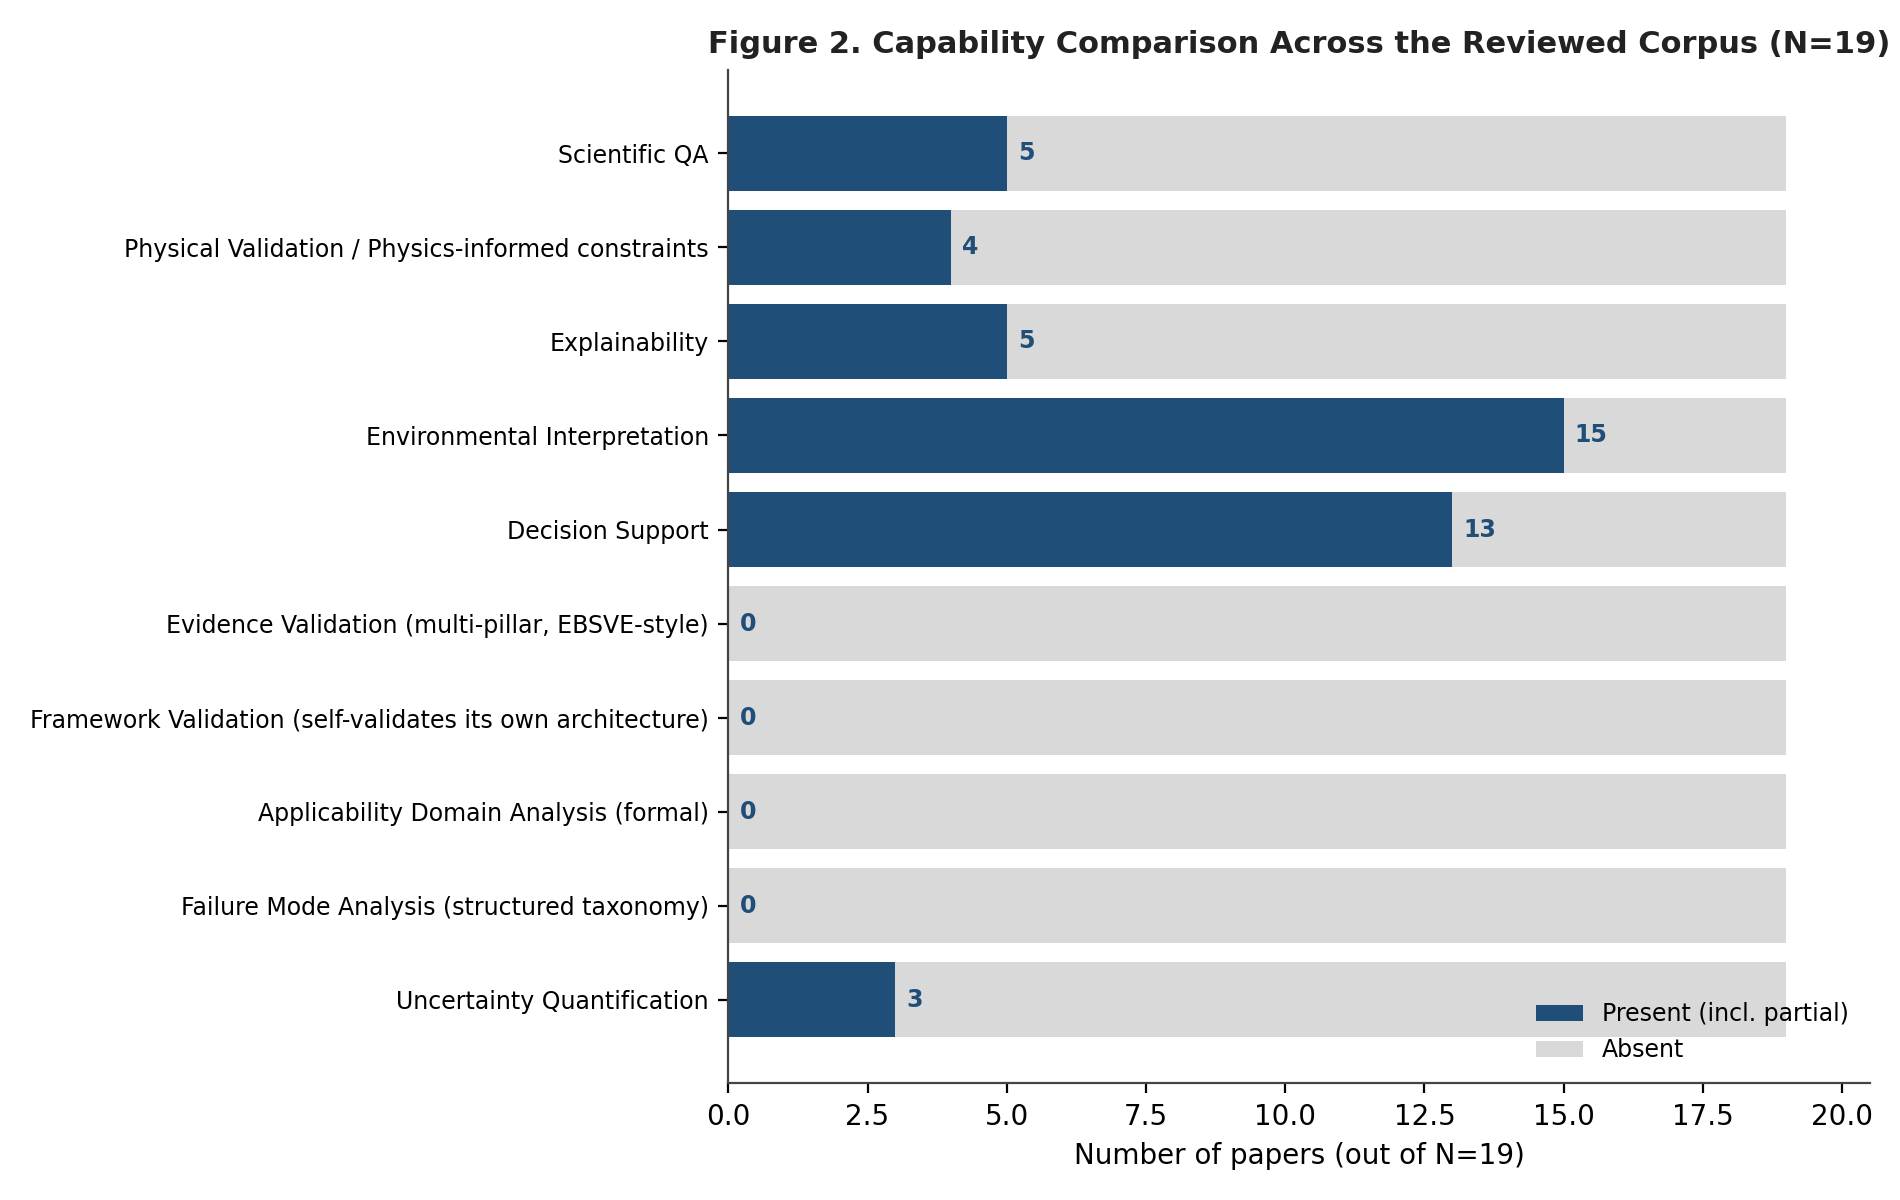 Figure 2. Capability Comparison Across the Reviewed Corpus (N=19)
Scientific QA
5
Physical Validation / Physics-informed constraints
4
Explainability
5
Environmental Interpretation
15
Decision Support
13
Evidence Validation (multi-pillar, EBSVE-style)
0
Framework Validation (self-validates its own architecture)
0
Applicability Domain Analysis (formal)
0
Failure Mode Analysis (structured taxonomy)
0
Uncertainty Quantification
3
Present (incl. partial)
Absent
0.0 2.5 5.0 7.5 10.0 12.5 15.0 17.5 20.0
Number of papers (out of N=19)